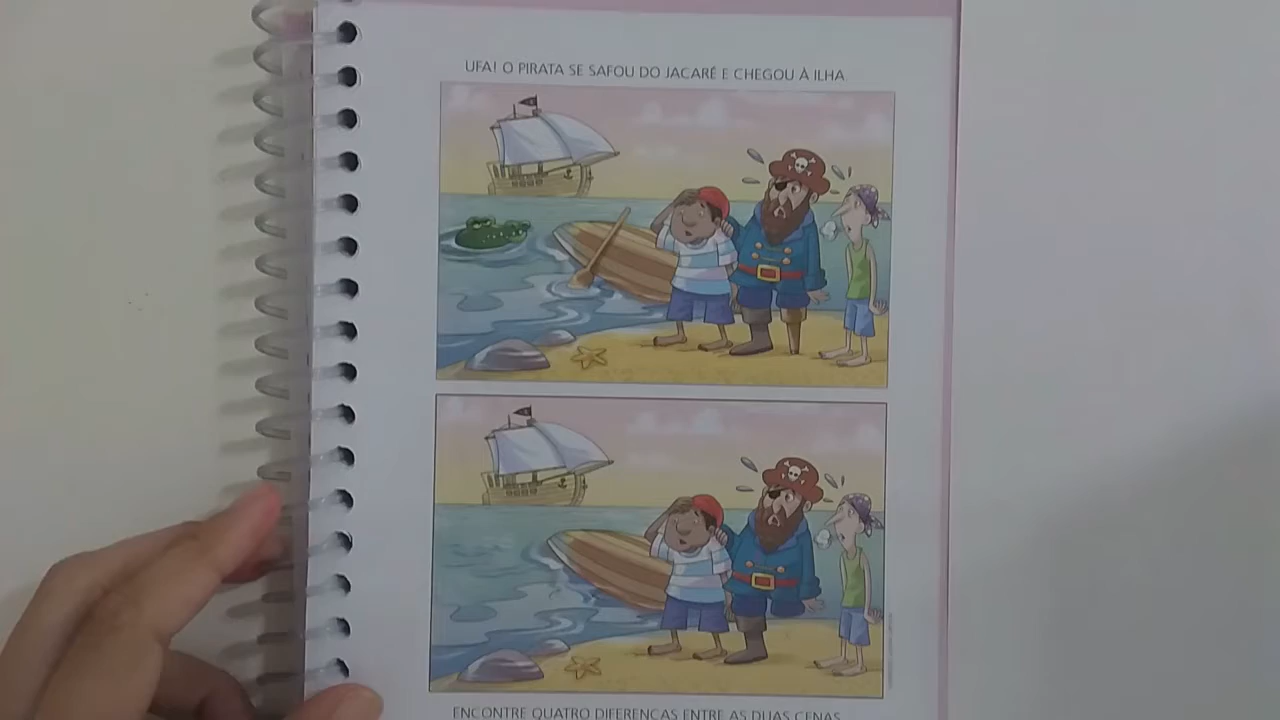 UFA! O PIRATA SE SAFOU DO JACARÉ E CHEGOU À ILHA
ENCONTRE QUATRO DIFERENÇAS ENTRE AS DUAS CENAS